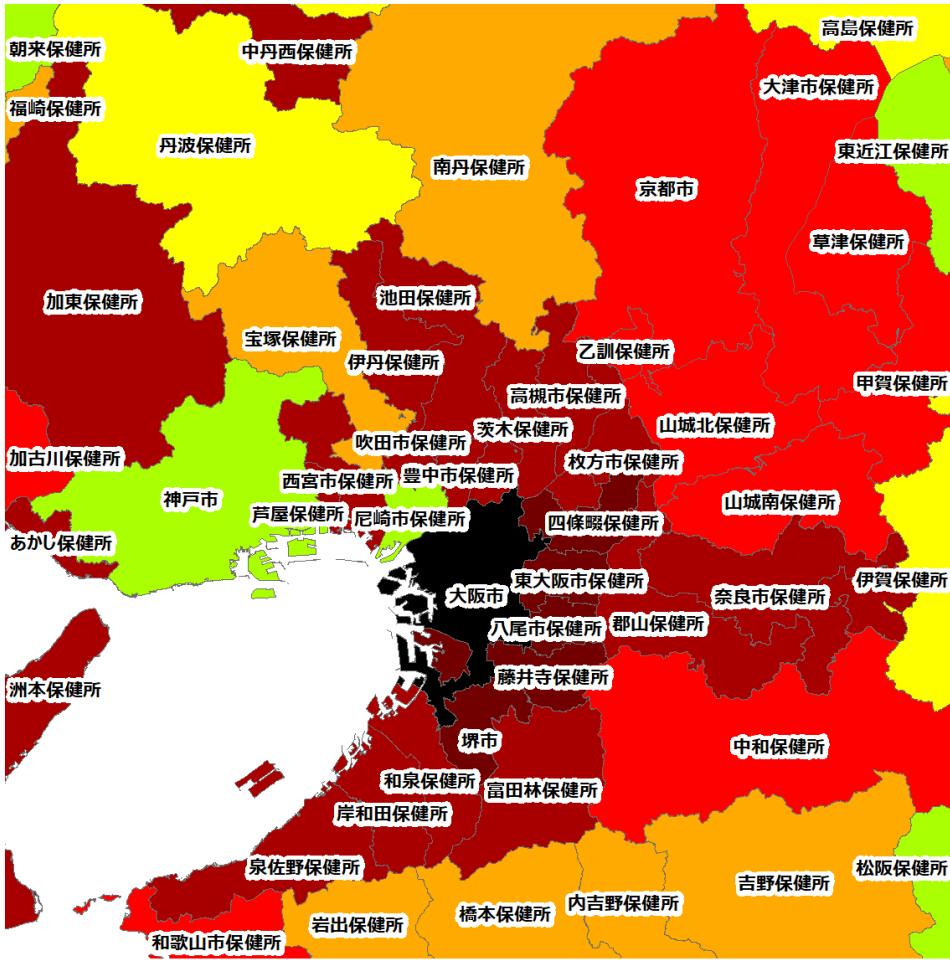 高島保健所
朝来保健所
中丹西保健所
大津市保健所
福崎保健所
丹波保健所
東近江保健所
南丹保健所
京都市
草津保健所
池田保健所
加東保健所
宝塚保健所
乙訓保健所
伊丹保健所
甲賀保健所
高槻市保健所
山城北保健所
茨木保健所
吹田市保健所
加古川保健所
枚方市保健所
豊中市保健所
西宮市保健所
神戸市
山城南保健所
芦屋保健所
尼崎市保健所
四條畷保健所
あかし保健所
東大阪市保健所
伊賀保健所
大阪市
奈良市保健所
八尾市保健所
郡山保健所
藤井寺保健所
洲本保健所
堺市
中和保健所
和泉保健所
富田林保健所
岸和田保健所
泉佐野保健所
松阪保健所
吉野保健所
内吉野保健所
橋本保健所
岩出保健所
和歌山市保健所